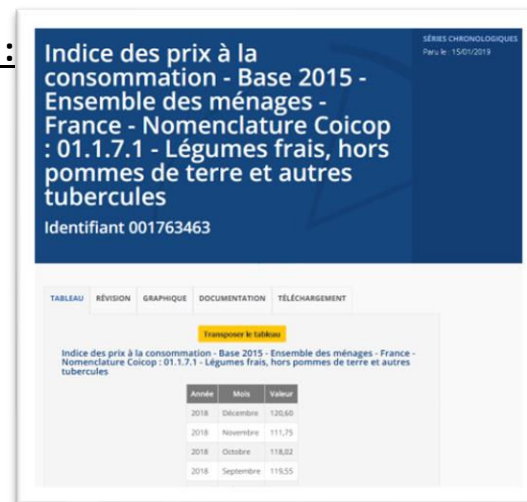 :
Indice des prix à la
consommation - Base 2015 -
Ensemble des ménages -
France - Nomenclature Coicop
: 01.1.7.1 - Légumes frais, hors
pommes de terre et autres
tubercules
Identifiant 001763463
SÉRIES CHRONOLOGIQUES
Paru le : 15/01/2019
TABLEAU RÉVISION GRAPHIQUE DOCUMENTATION TÉLÉCHARGEMENT
Transposer le tableau
Indice des prix à la consommation - Base 2015 - Ensemble des ménages - France -
Nomenclature Coicop : 01.1.7.1 - Légumes frais, hors pommes de terre et autres
tubercules
Année Mois Valeur
2018 Décembre 120,60
2018 Novembre 111,75
2018 Octobre 118,02
2018 Septembre 119,55